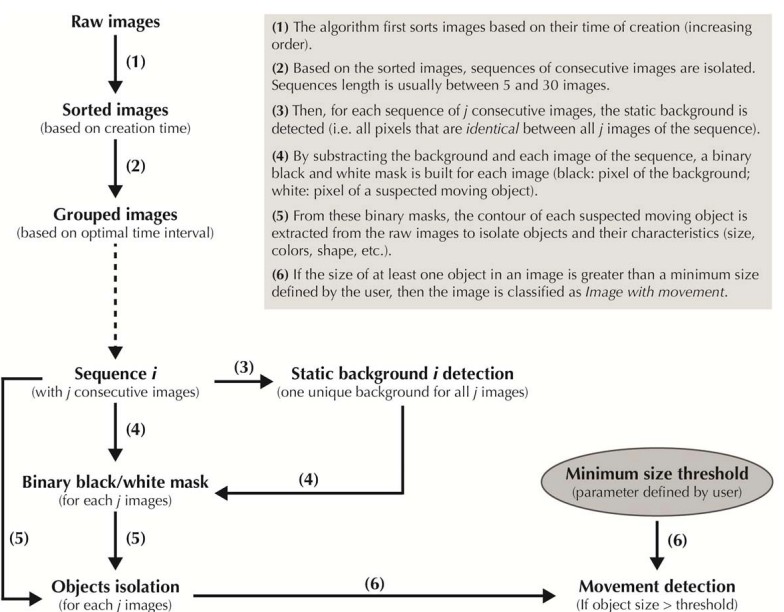 Raw images
(1)
Sorted images
(based on creation time)
(2)
Grouped images
(based on optimal time interval)
(1) The algorithm first sorts images based on their time of creation (increasing
order).
(2) Based on the sorted images, sequences of consecutive images are isolated.
Sequences length is usually between 5 and 30 images.
(3) Then, for each sequence of j consecutive images, the static background is
detected (i.e. all pixels that are identical between all j images of the sequence).
(4) By substracting the background and each image of the sequence, a binary
black and white mask is built for each image (black: pixel of the background;
white: pixel of a suspected moving object).
(5) From these binary masks, the contour of each suspected moving object is
extracted from the raw images to isolate objects and their characteristics (size,
colors, shape, etc.).
(6) If the size of at least one object in an image is greater than a minimum size
defined by the user, then the image is classified as Image with movement.
Sequence i
(with j consecutive images)
(3)
Static background i detection
(one unique background for all j images)
(4)
Binary black/white mask
(for each j images)
(4)
Minimum size threshold
(parameter defined by user)
(5)
(5)
(6)
Objects isolation
(for each j images)
(6)
Movement detection
(If object size > threshold)